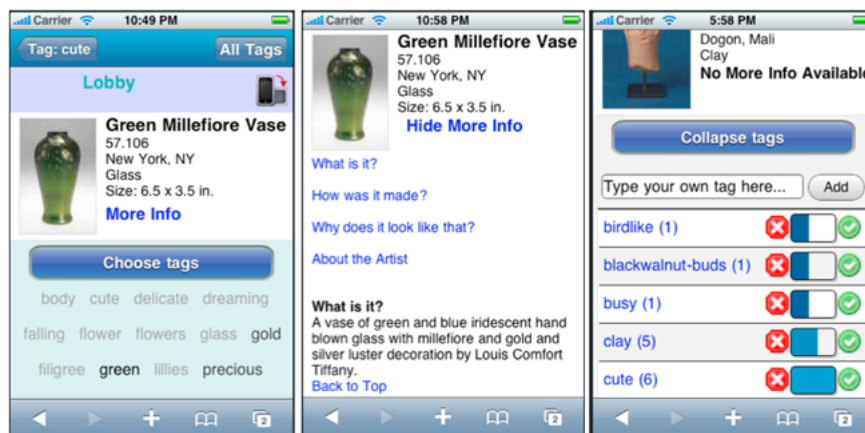 Carrier 10:49 PM
Tag: cute All Tags
Lobby
Green Millefiore Vase
57.106
New York, NY
Glass
Size: 6.5 x 3.5 in.
More Info
Choose tags
body cute delicate dreaming
falling flower flowers glass gold
filigree green lillies precious
2
Carrier 10:58 PM
Green Millefiore Vase
57.106
New York, NY
Glass
Size: 6.5 x 3.5 in.
Hide More Info
What is it?
How was it made?
Why does it look like that?
About the Artist
What is it?
A vase of green and blue iridescent hand
blown glass with millefiore and gold and
silver luster decoration by Louis Comfort
Tiffany.
Back to Top
2
Carrier 5:58 PM
Dogon, Mali
Clay
No More Info Available
Collapse tags
Type your own tag here... Add
birdlike (1)
blackwalnut-buds (1)
busy (1)
clay (5)
cute (6)
2